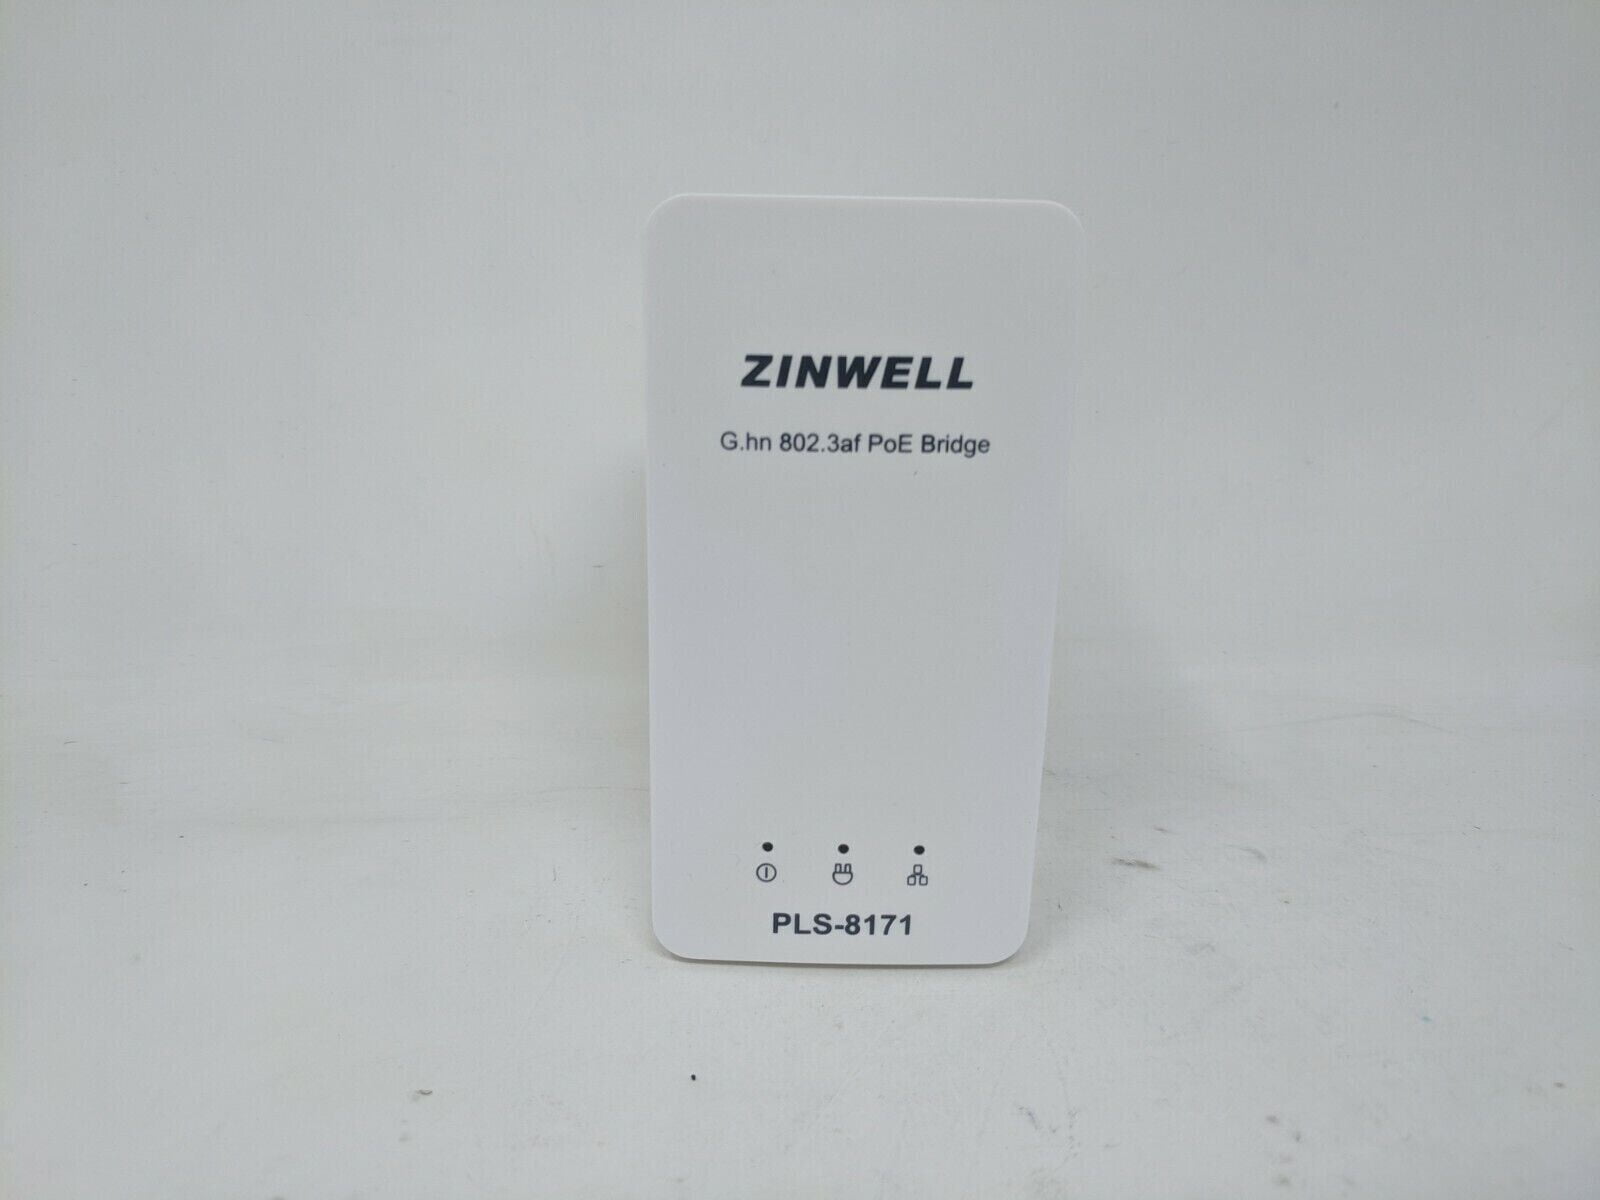 ZINWELL
G.hn 802.3af PoE Bridge
PLS-8171